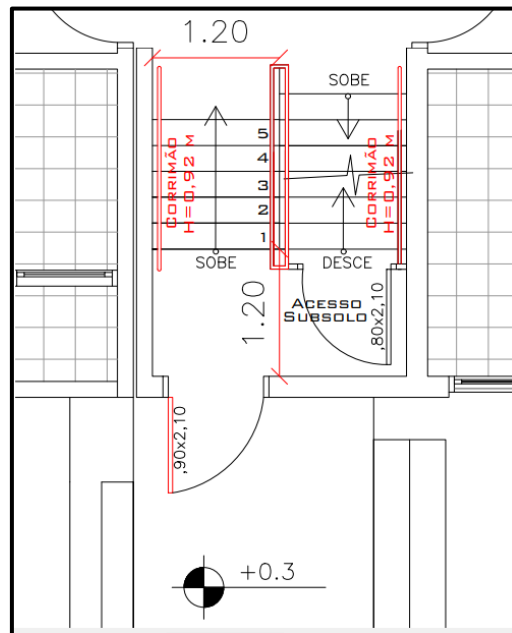 1.20
SOBE
5
4
3
2
1
CORRIMÃO
H=0,92 M
CORRIMÃO
H=0,92 M
SOBE
DESCE
1.20
ACESSO
SUBSOLO
,80x2,10
,90x2,10
+0.3